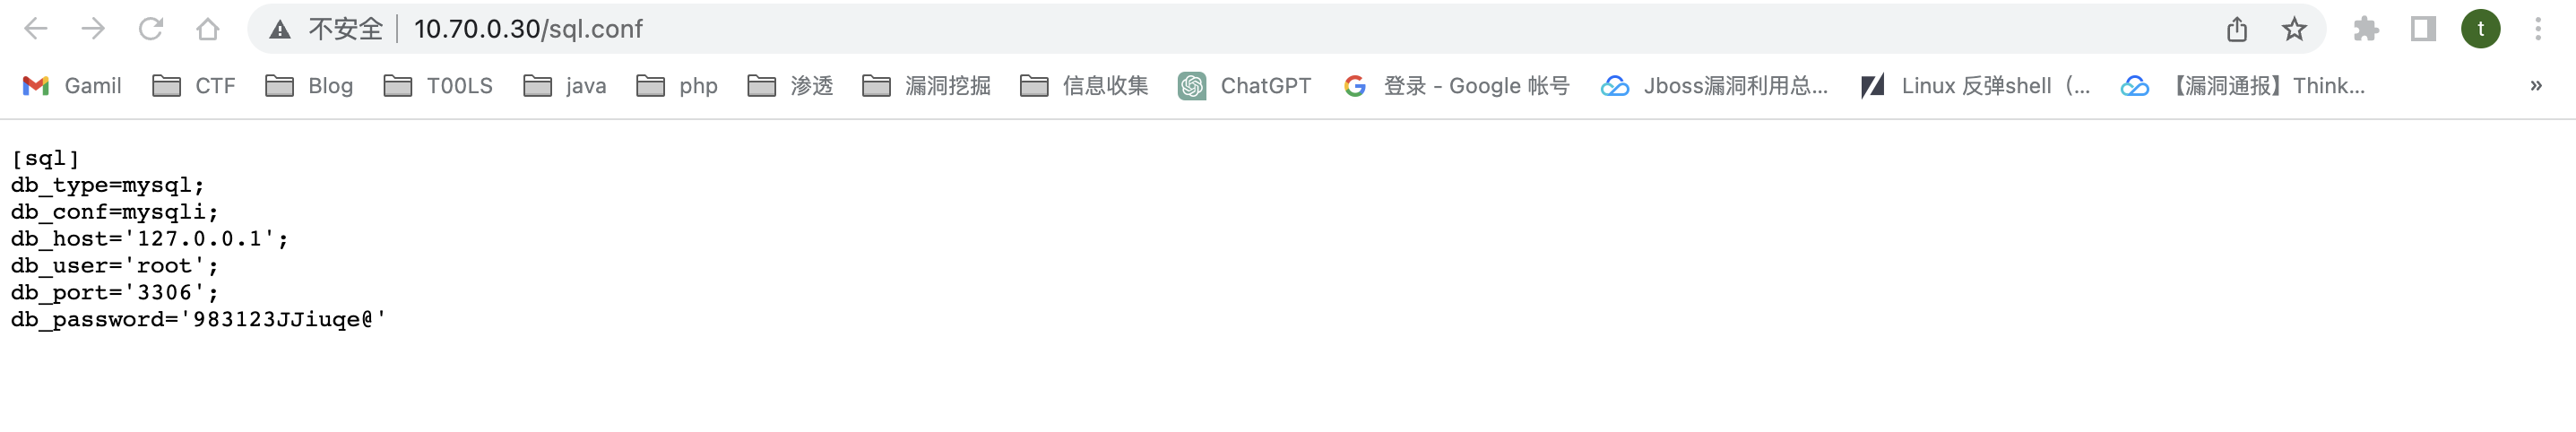 不安全 | 10.70.0.30/sql.conf t
Gamil CTF Blog T00LS java php 渗透 漏洞挖掘 信息收集 ChatGPT 登录 - Google 帐号 Jboss漏洞利用总... Linux 反弹shell（... 【漏洞通报】Think... »
[sql]
db_type=mysql;
db_conf=mysqli;
db_host='127.0.0.1';
db_user='root';
db_port='3306';
db_password='983123JJiuqe@'